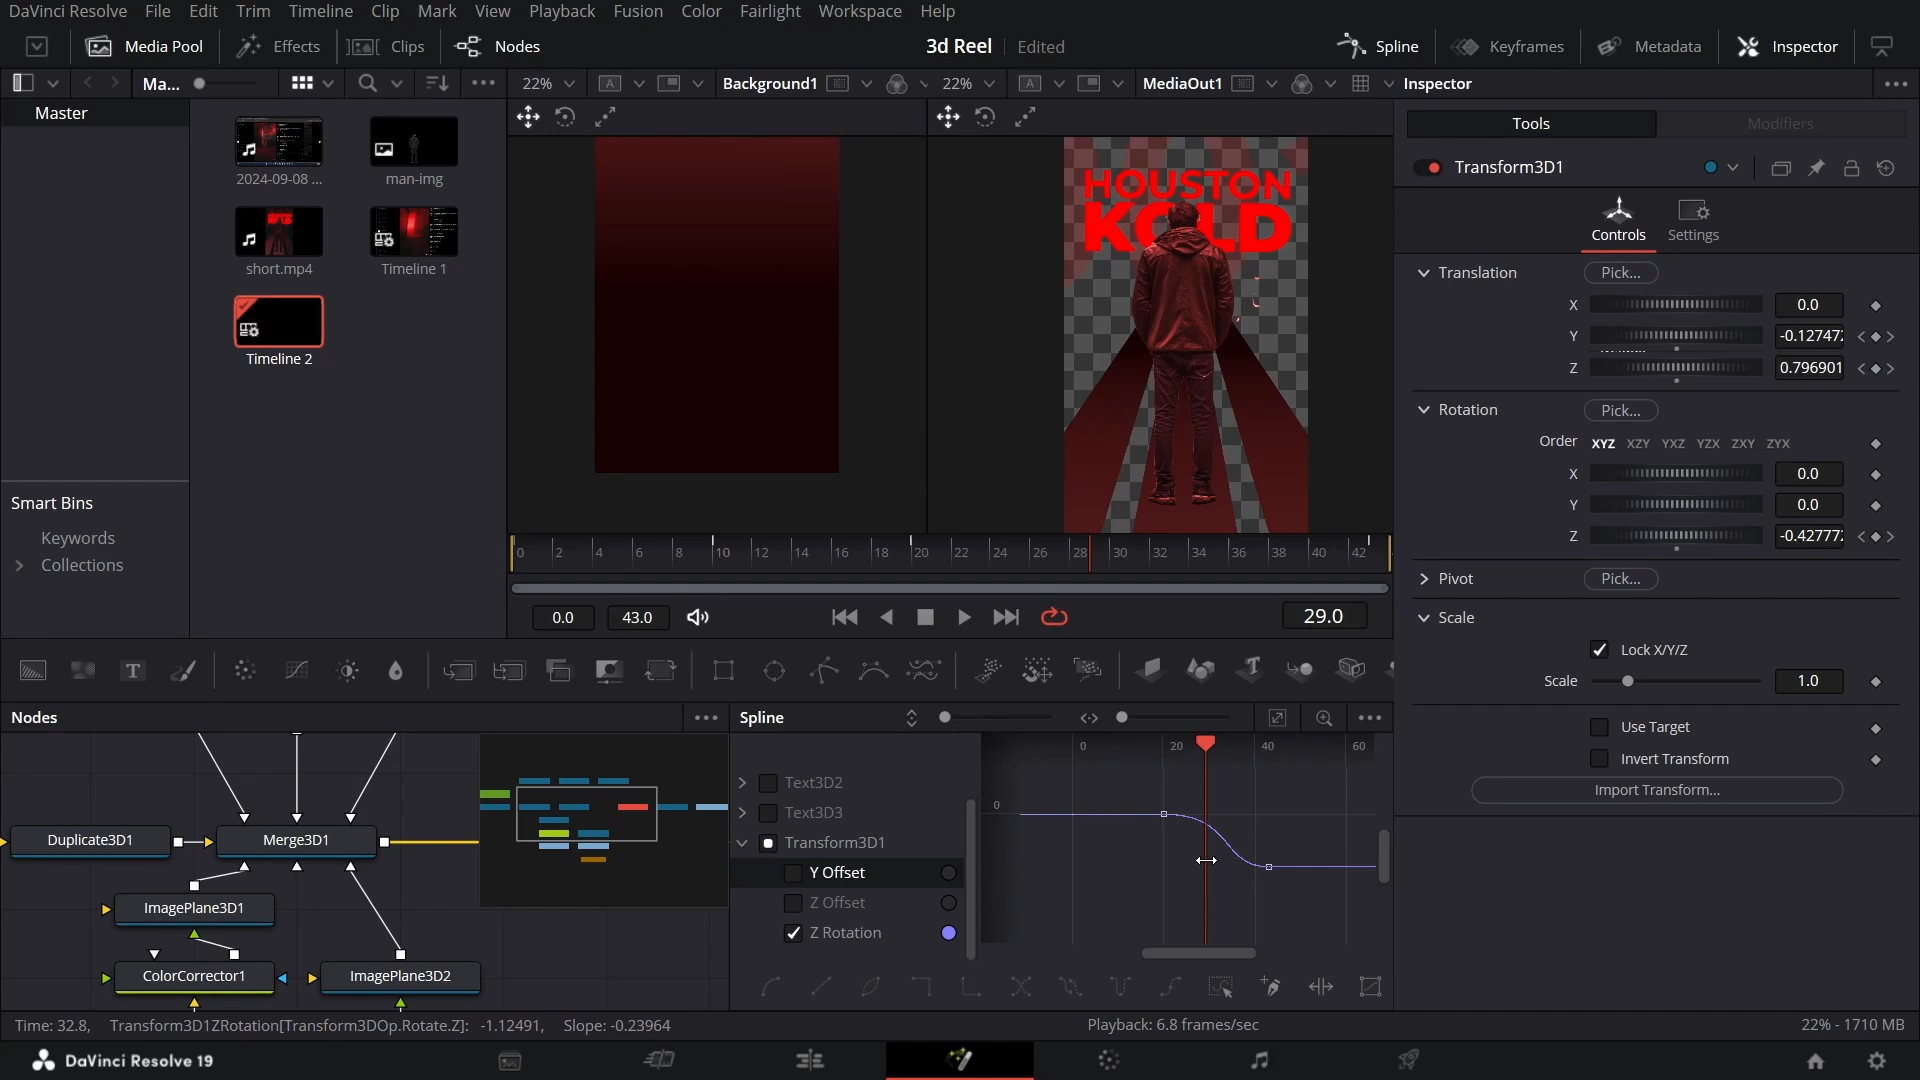 DaVinci Resolve File Edit Trim Timeline Clip Mark View Playback Fusion Color Fairlight Workspace Help
Media Pool Effects Clips Nodes 3d Reel Edited Spline Keyframes Metadata Inspector
Ma... 22% A Background1 22% A MediaOut1 Inspector
Master
2024-09-08 ...
man-img
short.mp4
Timeline 1
Timeline 2
Smart Bins
Keywords
Collections
HOUSTON
KOLD
0 2 4 6 8 10 12 14 16 18 20 22 24 26 28 30 32 34 36 38 40 42
0.0 43.0 29.0
Tools Modifiers
Transform3D1
Controls Settings
Translation Pick...
X 0.0
Y -0.12747
Z 0.796901
Rotation Pick...
Order XYZ XZY YXZ YZX ZXY ZYX
X 0.0
Y 0.0
Z -0.42777
Pivot Pick...
Scale
Lock X/Y/Z
Scale 1.0
Use Target
Invert Transform
Import Transform...
T
Nodes
Duplicate3D1
Merge3D1
ImagePlane3D1
ColorCorrector1
ImagePlane3D2
Spline
0 20 40 60
0
Text3D2
Text3D3
Transform3D1
Y Offset
Z Offset
Z Rotation
Time: 32.8, Transform3D1ZRotation[Transform3DOp.Rotate.Z]: -1.12491, Slope: -0.23964
Playback: 6.8 frames/sec
22% - 1710 MB
DaVinci Resolve 19